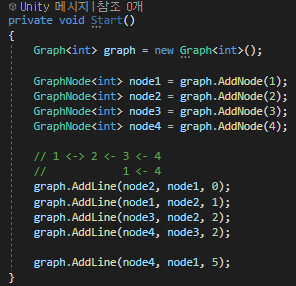 Unity 메시지|참조 0개
private void Start()
{
    Graph<int> graph = new Graph<int>();

    GraphNode<int> node1 = graph.AddNode(1);
    GraphNode<int> node2 = graph.AddNode(2);
    GraphNode<int> node3 = graph.AddNode(3);
    GraphNode<int> node4 = graph.AddNode(4);

    // 1 <-> 2 <- 3 <- 4
    //            1 <- 4
    graph.AddLine(node2, node1, 0);
    graph.AddLine(node1, node2, 1);
    graph.AddLine(node3, node2, 2);
    graph.AddLine(node4, node3, 2);

    graph.AddLine(node4, node1, 5);
}